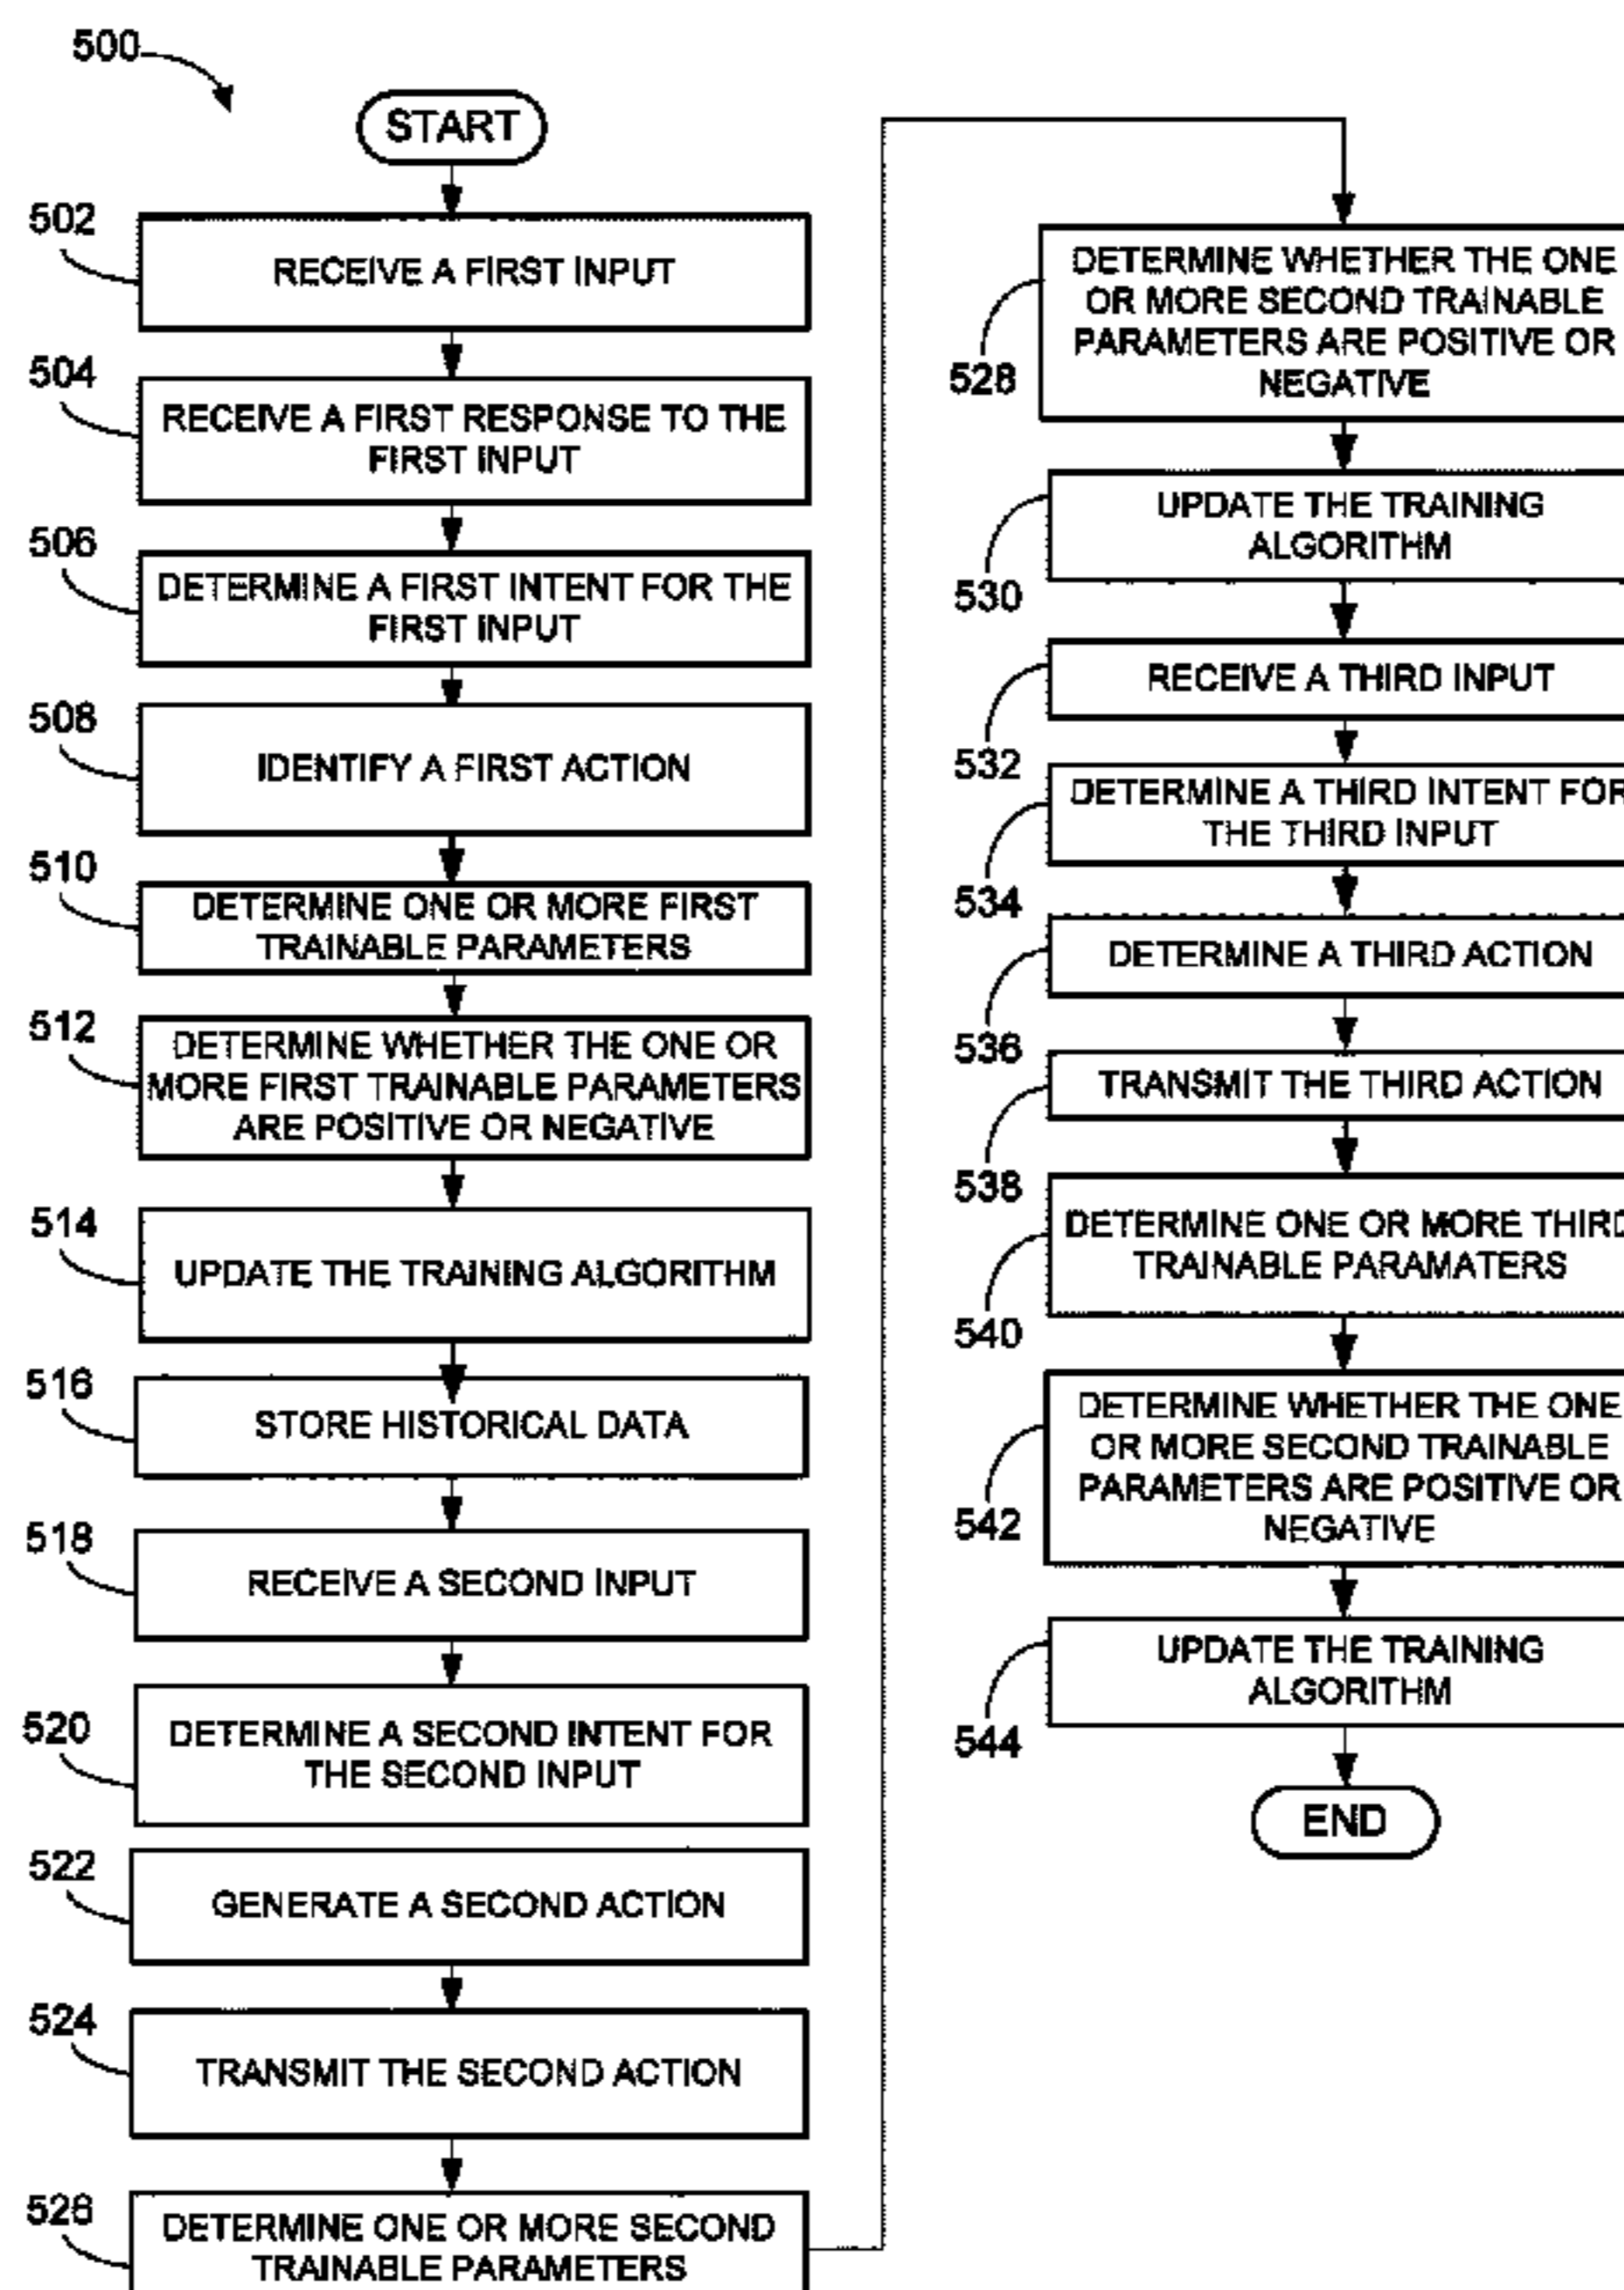 500
START
502
RECEIVE A FIRST INPUT
504
RECEIVE A FIRST RESPONSE TO THE
FIRST INPUT
506
DETERMINE A FIRST INTENT FOR THE
FIRST INPUT
508
IDENTIFY A FIRST ACTION
510
DETERMINE ONE OR MORE FIRST
TRAINABLE PARAMETERS
512
DETERMINE WHETHER THE ONE OR
MORE FIRST TRAINABLE PARAMETERS
ARE POSITIVE OR NEGATIVE
514
UPDATE THE TRAINING ALGORITHM
516
STORE HISTORICAL DATA
518
RECEIVE A SECOND INPUT
520
DETERMINE A SECOND INTENT FOR
THE SECOND INPUT
522
GENERATE A SECOND ACTION
524
TRANSMIT THE SECOND ACTION
526
DETERMINE ONE OR MORE SECOND
TRAINABLE PARAMETERS
DETERMINE WHETHER THE ONE
OR MORE SECOND TRAINABLE
PARAMETERS ARE POSITIVE OR
NEGATIVE
528
UPDATE THE TRAINING
ALGORITHM
530
RECEIVE A THIRD INPUT
532
DETERMINE A THIRD INTENT FOR
THE THIRD INPUT
534
DETERMINE A THIRD ACTION
536
TRANSMIT THE THIRD ACTION
538
DETERMINE ONE OR MORE THIRD
TRAINABLE PARAMATERS
540
DETERMINE WHETHER THE ONE
OR MORE SECOND TRAINABLE
PARAMETERS ARE POSITIVE OR
NEGATIVE
542
UPDATE THE TRAINING
ALGORITHM
544
END